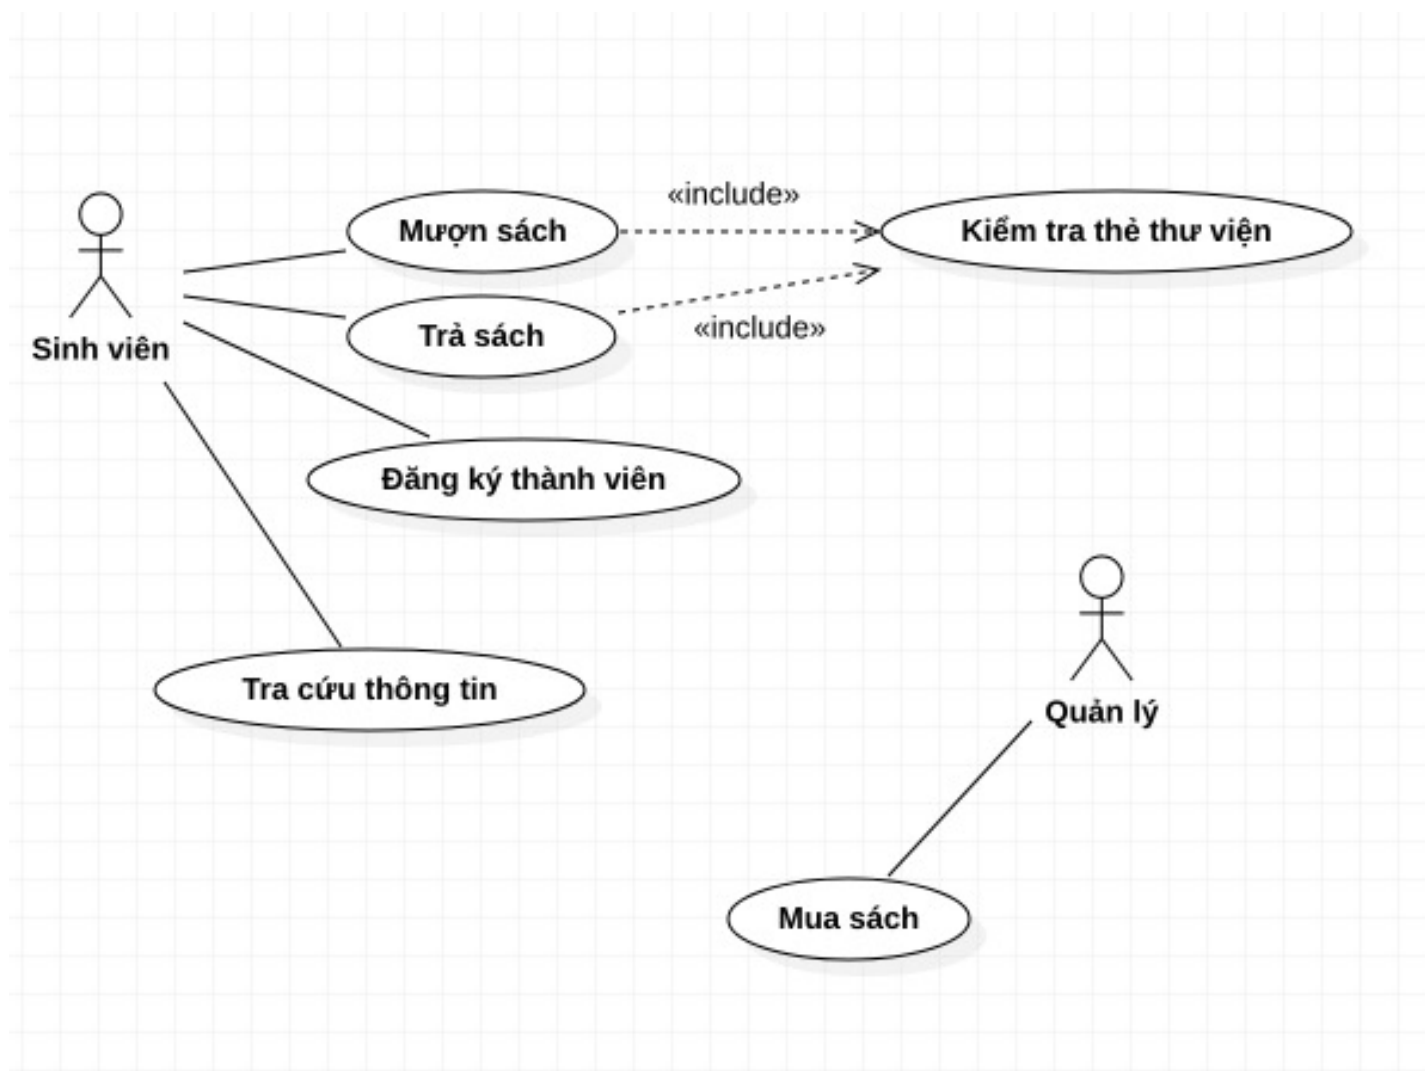 «include»
Mượn sách
Kiểm tra thẻ thư viện
«include»
Trả sách
Sinh viên
Đăng ký thành viên
Tra cứu thông tin
Quản lý
Mua sách